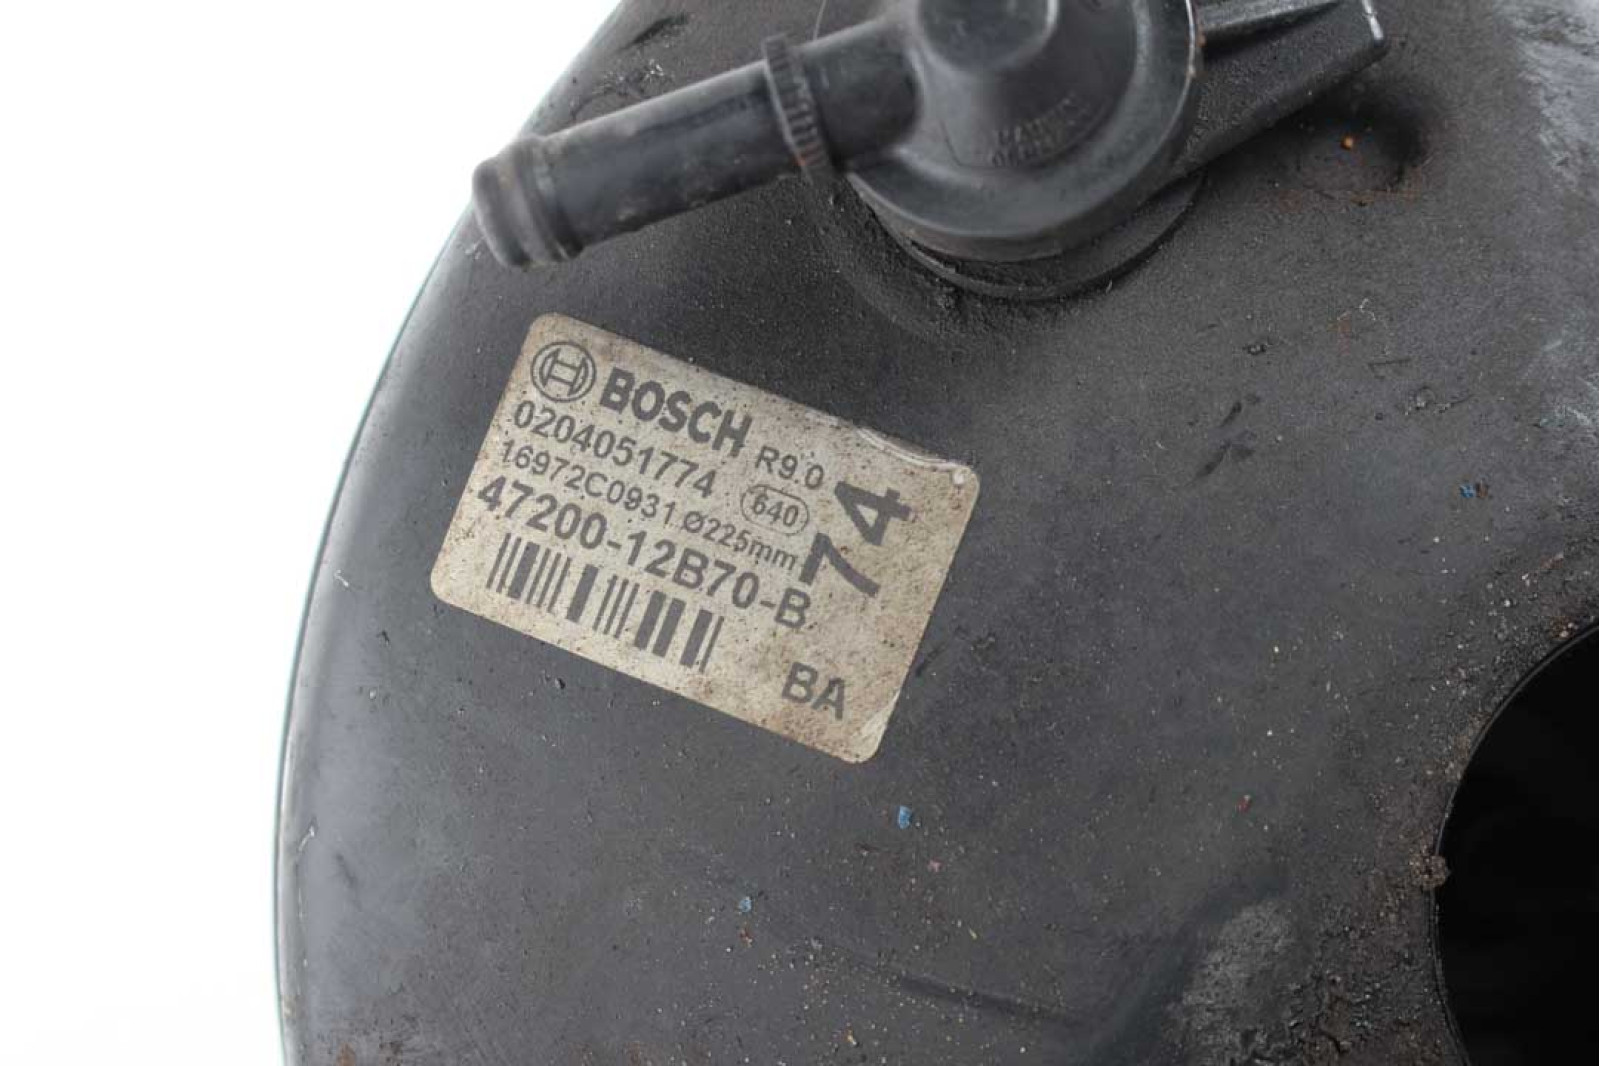 BOSCH R9.0
0204051774 640
16972C0931 Ø225mm
47200-12B70-B
74
BA